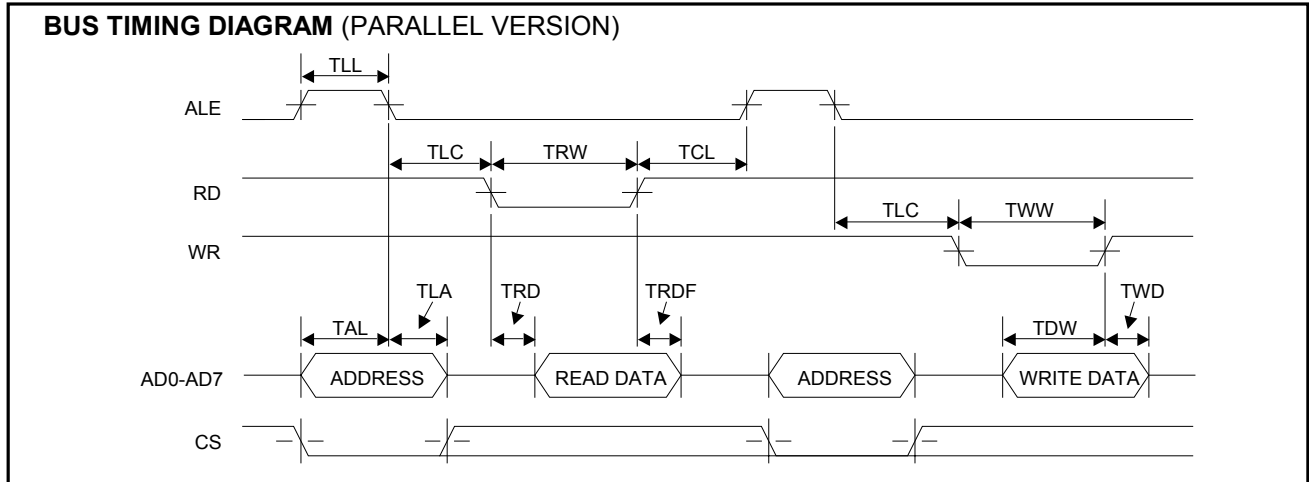 BUS TIMING DIAGRAM (PARALLEL VERSION)
TLL
ALE
TLC TRW TCL
RD
TLC TWW
WR
TLA TRD TRDF TWD
TAL TDW
AD0-AD7 ADDRESS READ DATA ADDRESS WRITE DATA
CS